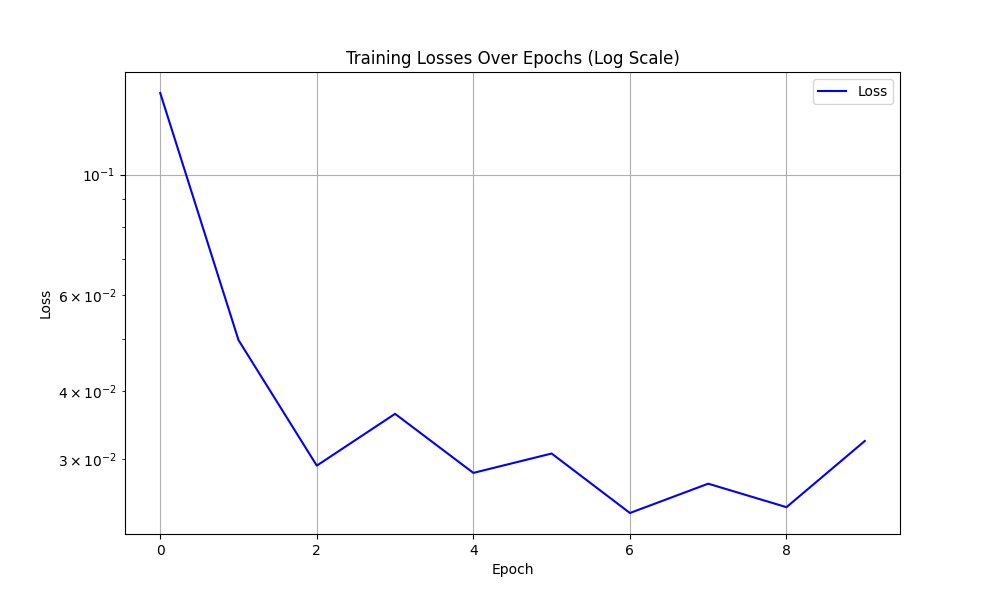 Training Losses Over Epochs (Log Scale)
Loss
10⁻¹
6 × 10⁻²
4 × 10⁻²
3 × 10⁻²
Loss
0 2 4 6 8
Epoch